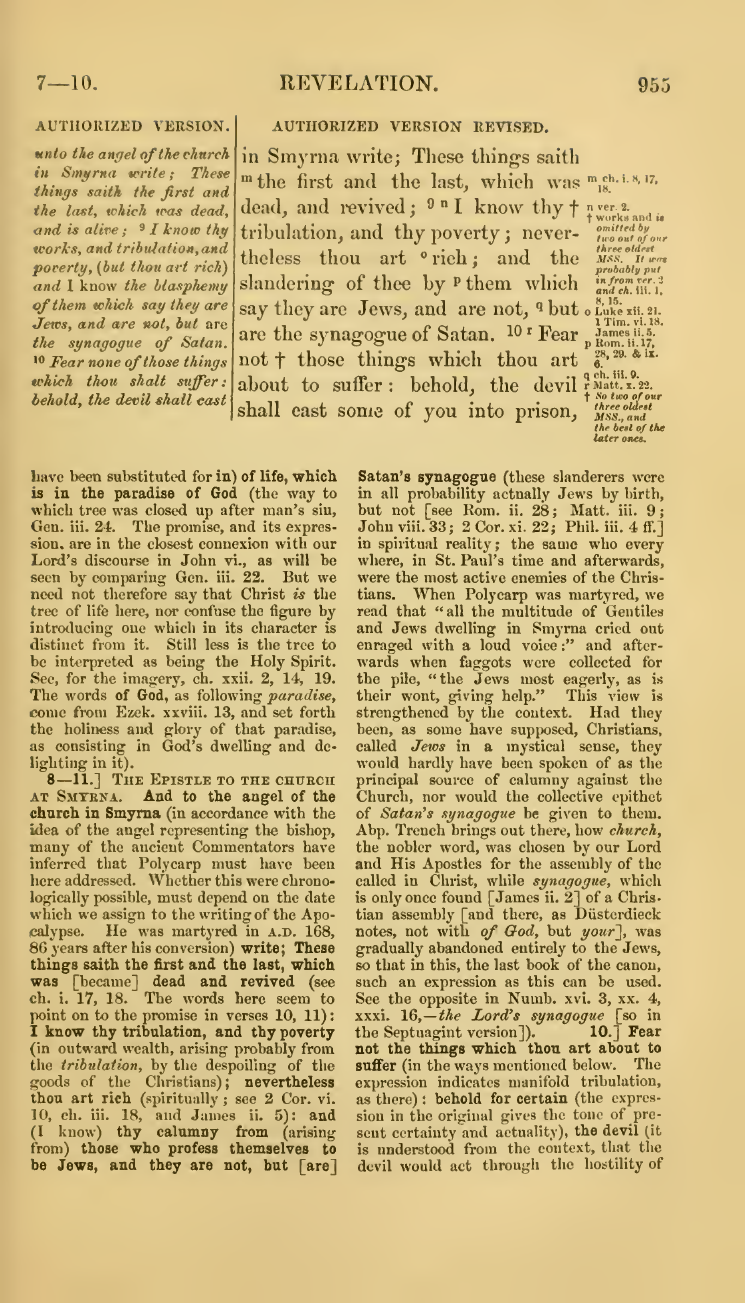 7—10.
REVELATION.
955
AUTHORIZED VERSION.
unto the angel of the church
in Smyrna write; These
things saith the first and
the last, which was dead,
and is alive; 9 I know thy
works, and tribulation, and
poverty, (but thou art rich)
and I know the blasphemy
of them which say they are
Jews, and are not, but are
the synagogue of Satan.
10 Fear none of those things
which thou shalt suffer:
behold, the devil shall cast
AUTHORIZED VERSION REVISED.
in Smyrna write; These things saith
m the first and the last, which was
dead, and revived; 9 n I know thy †
tribulation, and thy poverty; never-
theless thou art o rich; and the
slandering of thee by p them which
say they are Jews, and are not, q but
are the synagogue of Satan. 10 r Fear
not † those things which thou art
about to suffer: behold, the devil
shall cast some of you into prison,
m ch. i. 8, 17,
18.
n ver. 2.
† works and is
omitted by
two out of our
three oldest
MSS. It was
probably put
in from ver. 2
and ch. iii. 1,
8, 15.
o Luke xii. 21.
1 Tim. vi. 18.
James ii. 5.
p Rom. ii. 17,
28, 29. & ix.
6.
q ch. iii. 9.
r Matt. x. 22.
† So two of our
three oldest
MSS., and
the best of the
later ones.
have been substituted for in) of life, which
is in the paradise of God (the way to
which tree was closed up after man's siu,
Gen. iii. 24. The promise, and its expres-
sion, are in the closest connexion with our
Lord's discourse in John vi., as will be
seen by comparing Gen. iii. 22. But we
need not therefore say that Christ is the
tree of life here, nor confuse the figure by
introducing one which in its character is
distinct from it. Still less is the tree to
be interpreted as being the Holy Spirit.
See, for the imagery, ch. xxii. 2, 14, 19.
The words of God, as following paradise,
come from Ezek. xxviii. 13, and set forth
the holiness and glory of that paradise,
as consisting in God's dwelling and de-
lighting in it).
8—11.] THE EPISTLE TO THE CHURCH
AT SMYRNA. And to the angel of the
church in Smyrna (in accordance with the
idea of the angel representing the bishop,
many of the ancient Commentators have
inferred that Polycarp must have been
here addressed. Whether this were chrono-
logically possible, must depend on the date
which we assign to the writing of the Apo-
calypse. He was martyred in A.D. 168,
86 years after his conversion) write; These
things saith the first and the last, which
was [became] dead and revived (see
ch. i. 17, 18. The words here seem to
point on to the promise in verses 10, 11):
I know thy tribulation, and thy poverty
(in outward wealth, arising probably from
the tribulation, by the despoiling of the
goods of the Christians); nevertheless
thou art rich (spiritually; see 2 Cor. vi.
10, ch. iii. 18, and James ii. 5): and
(I know) thy calumny from (arising
from) those who profess themselves to
be Jews, and they are not, but [are]
Satan's synagogue (these slanderers were
in all probability actually Jews by birth,
but not [see Rom. ii. 28; Matt. iii. 9;
John viii. 33; 2 Cor. xi. 22; Phil. iii. 4 ff.]
in spiritual reality; the same who every
where, in St. Paul's time and afterwards,
were the most active enemies of the Chris-
tians. When Polycarp was martyred, we
read that "all the multitude of Gentiles
and Jews dwelling in Smyrna cried out
enraged with a loud voice:" and after-
wards when faggots were collected for
the pile, "the Jews most eagerly, as is
their wont, giving help." This view is
strengthened by the context. Had they
been, as some have supposed, Christians,
called Jews in a mystical sense, they
would hardly have been spoken of as the
principal source of calumny against the
Church, nor would the collective epithet
of Satan's synagogue be given to them.
Abp. Trench brings out there, how church,
the nobler word, was chosen by our Lord
and His Apostles for the assembly of the
called in Christ, while synagogue, which
is only once found [James ii. 2] of a Chris-
tian assembly [and there, as Düsterdieck
notes, not with of God, but your], was
gradually abandoned entirely to the Jews,
so that in this, the last book of the canon,
such an expression as this can be used.
See the opposite in Numb. xvi. 3, xx. 4,
xxxi. 16,—the Lord's synagogue [so in
the Septuagint version]). 10.] Fear
not the things which thou art about to
suffer (in the ways mentioned below. The
expression indicates manifold tribulation,
as there): behold for certain (the expres-
sion in the original gives the tone of pre-
sent certainty and actuality), the devil (it
is understood from the context, that the
devil would act through the hostility of